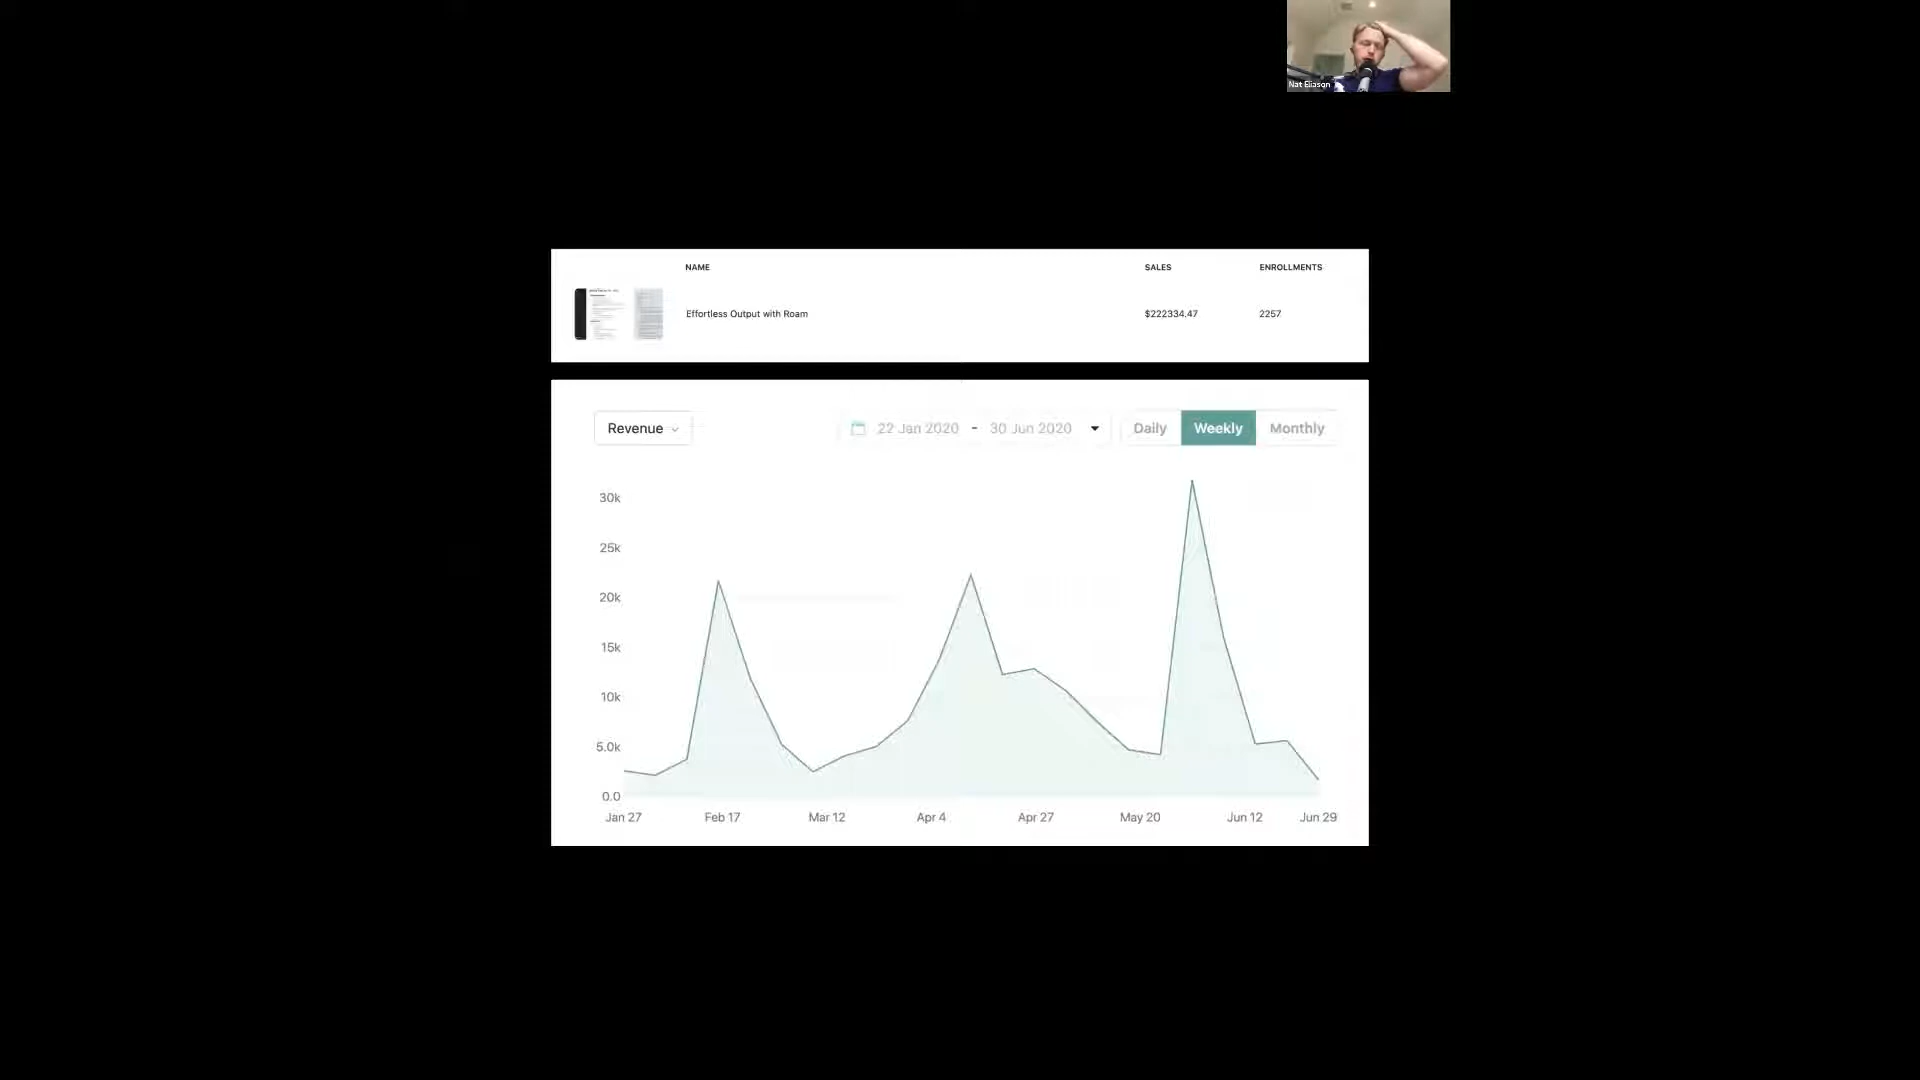 Nat Eliason
NAME SALES ENROLLMENTS
Effortless Output with Roam $222334.47 2257
Revenue 22 Jan 2020 - 30 Jun 2020 Daily Weekly Monthly
30k
25k
20k
15k
10k
5.0k
0.0
Jan 27 Feb 17 Mar 12 Apr 4 Apr 27 May 20 Jun 12 Jun 29